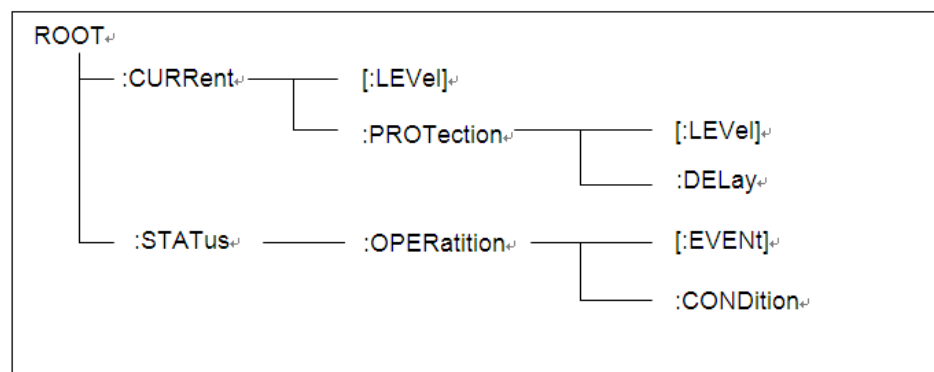 ROOT↵
:CURRent↵ [:LEVel]↵
:PROTection↵ [:LEVel]↵
:DELay↵
:STATus↵ :OPERatition↵ [:EVENt]↵
:CONDition↵